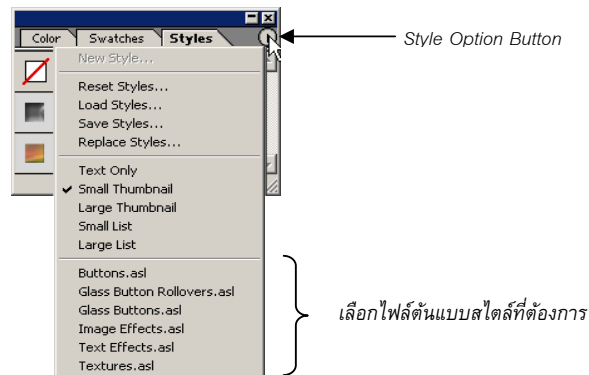 Color Swatches Styles
Style Option Button
New Style...
Reset Styles...
Load Styles...
Save Styles...
Replace Styles...
Text Only
Small Thumbnail
Large Thumbnail
Small List
Large List
Buttons.asl
Glass Button Rollovers.asl
Glass Buttons.asl
Image Effects.asl
Text Effects.asl
Textures.asl
เลือกไฟล์ต้นแบบสไตล์ที่ต้องการ